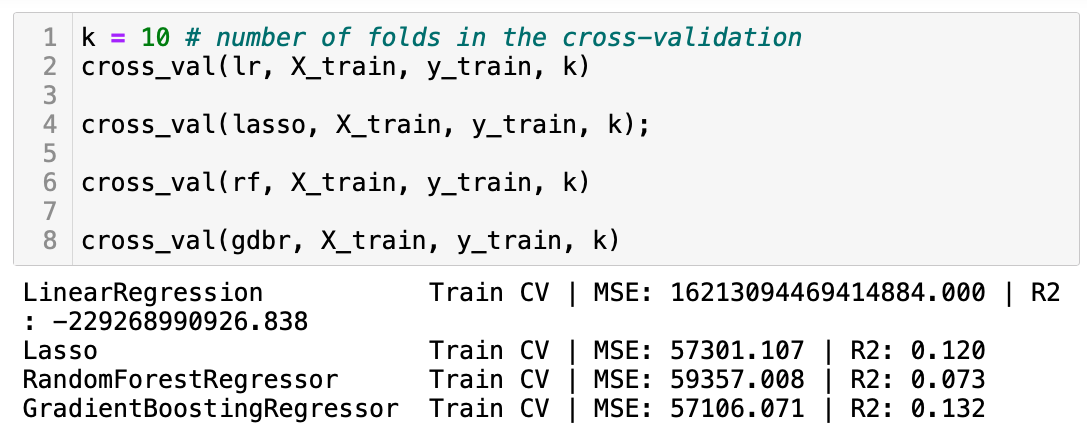 1 k = 10 # number of folds in the cross-validation
2 cross_val(lr, X_train, y_train, k)
3
4 cross_val(lasso, X_train, y_train, k);
5
6 cross_val(rf, X_train, y_train, k)
7
8 cross_val(gdbr, X_train, y_train, k)
LinearRegression Train CV | MSE: 16213094469414884.000 | R2
: -229268990926.838
Lasso Train CV | MSE: 57301.107 | R2: 0.120
RandomForestRegressor Train CV | MSE: 59357.008 | R2: 0.073
GradientBoostingRegressor Train CV | MSE: 57106.071 | R2: 0.132